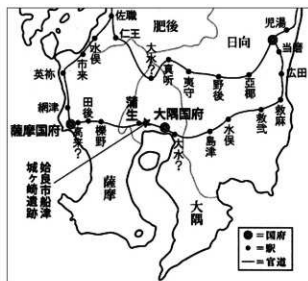 佐職
水俣
仁王
肥後
日向
児湯
当磨
市来
大水?
英祢
真斫
夷守
野後
亜椰
広田
救麻
網津
田後
蒲生
大隅国府
薩摩国府
高来?
櫟野
大水?
島津
水俣
救弐
姶良市船津
城ヶ崎遺跡
薩摩
大隅
=国府
=駅
=官道